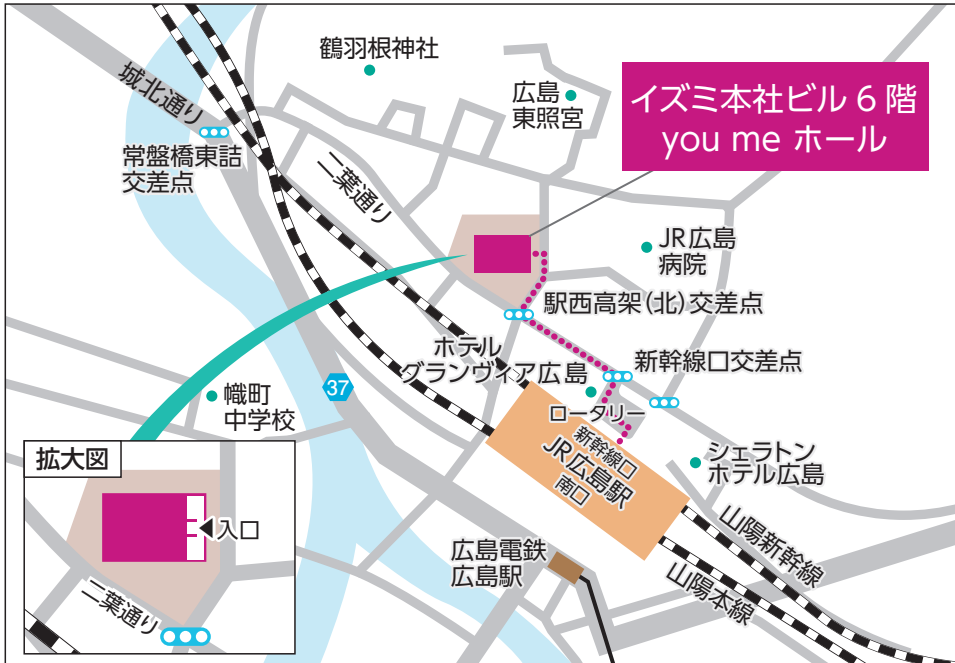 鶴羽根神社
城北通り
広島
東照宮
イズミ本社ビル 6 階
you me ホール
常盤橋東詰
交差点
二葉通り
JR広島
病院
駅西高架(北)交差点
ホテル
グランヴィア広島
新幹線口交差点
37
幟町
中学校
ロータリー
新幹線口
JR広島駅
南口
シェラトン
ホテル広島
拡大図
入口
二葉通り
広島電鉄
広島駅
山陽新幹線
山陽本線